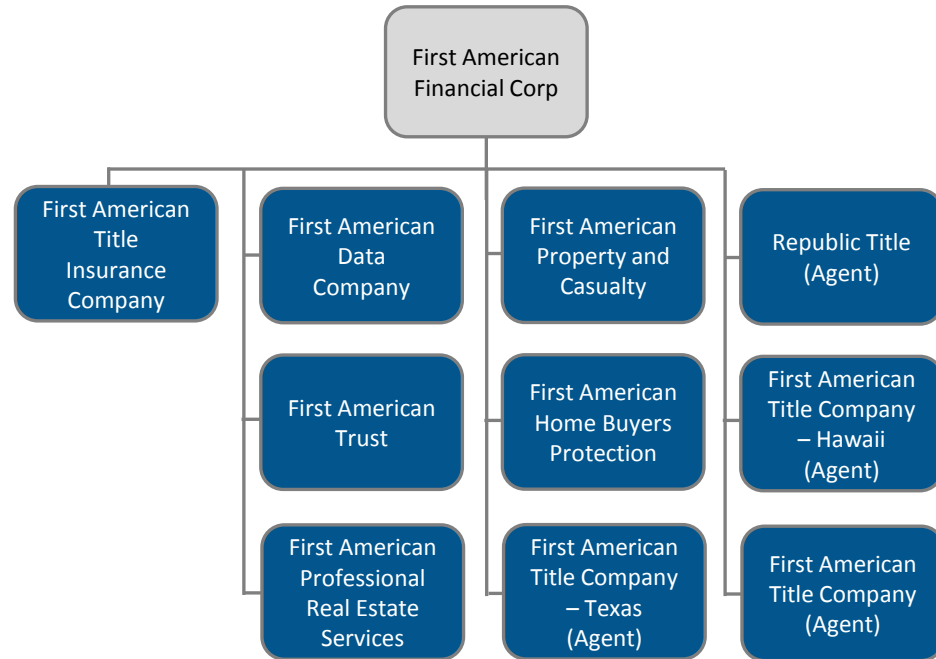 First American
Financial Corp
First American
Title
Insurance
Company
First American
Data
Company
First American
Property and
Casualty
Republic Title
(Agent)
First American
Trust
First American
Home Buyers
Protection
First American
Title Company
– Hawaii
(Agent)
First American
Professional
Real Estate
Services
First American
Title Company
– Texas
(Agent)
First American
Title Company
(Agent)